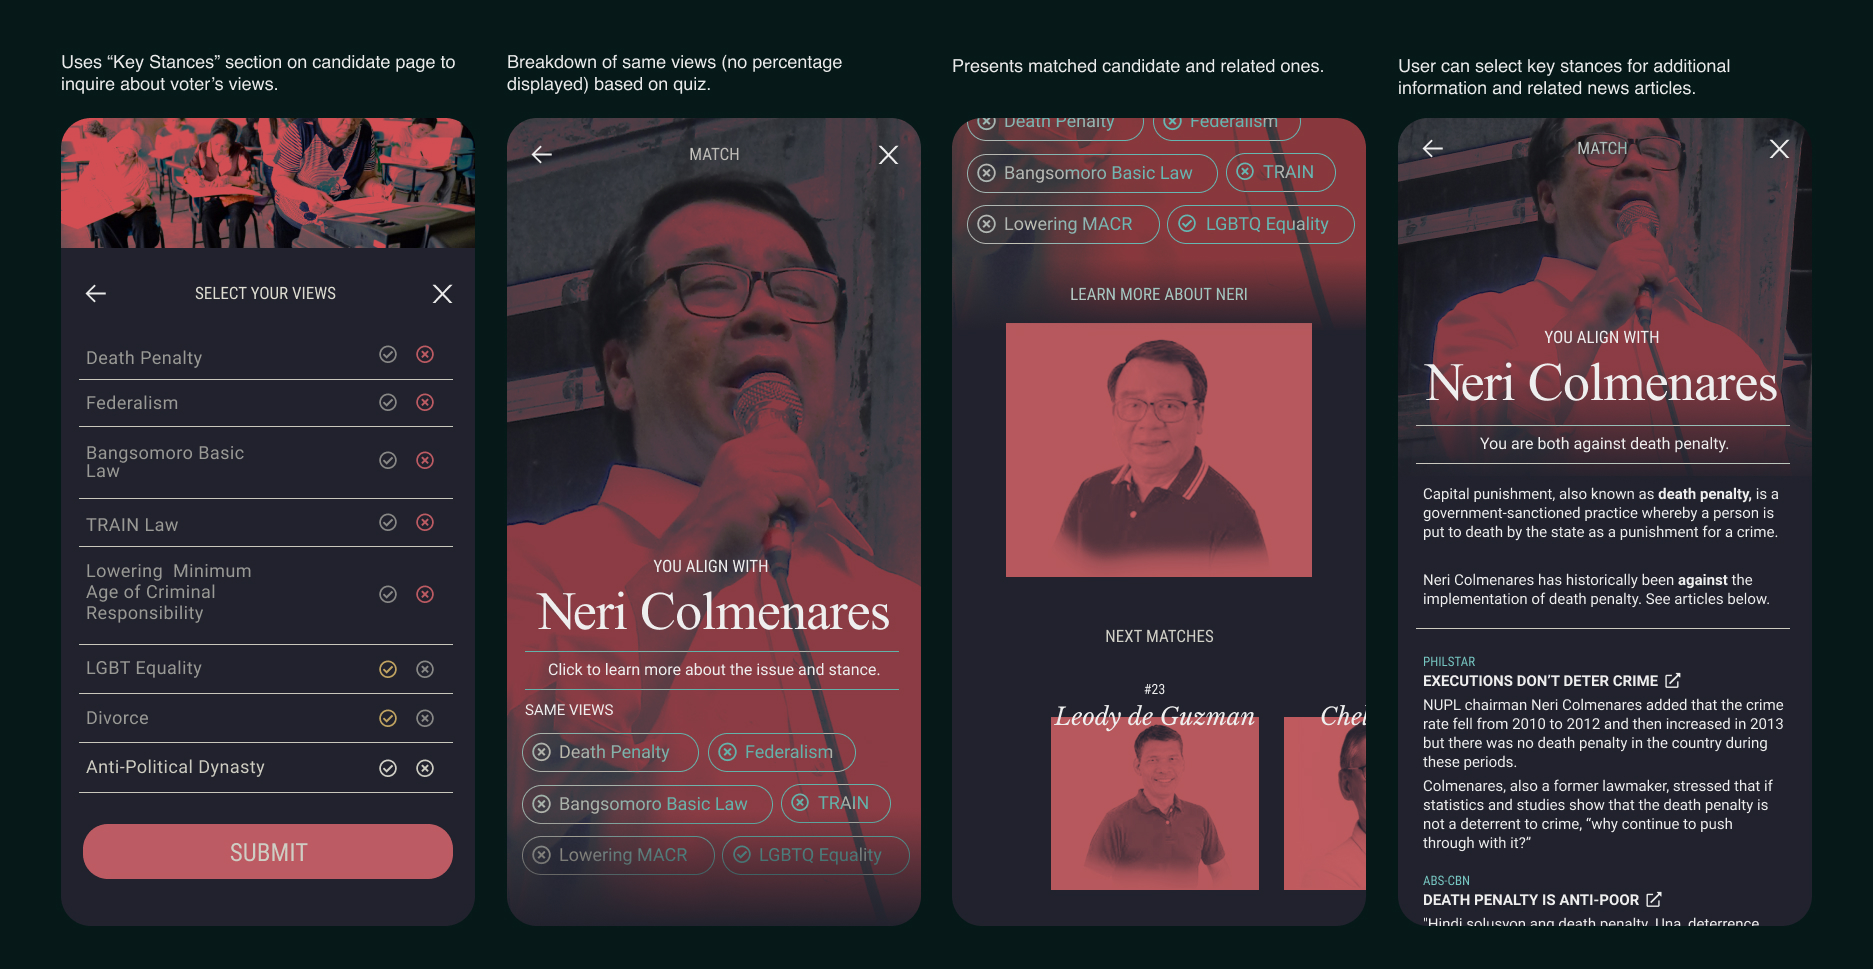 Uses “Key Stances” section on candidate page to
inquire about voter’s views.
SELECT YOUR VIEWS
Death Penalty
Federalism
Bangsomoro Basic
Law
TRAIN Law
Lowering Minimum
Age of Criminal
Responsibility
LGBT Equality
Divorce
Anti-Political Dynasty
SUBMIT
Breakdown of same views (no percentage
displayed) based on quiz.
MATCH
YOU ALIGN WITH
Neri Colmenares
Click to learn more about the issue and stance.
SAME VIEWS
Death Penalty
Federalism
Bangsomoro Basic Law
TRAIN
Lowering MACR
LGBTQ Equality
Presents matched candidate and related ones.
Death Penalty
Federalism
Bangsomoro Basic Law
TRAIN
Lowering MACR
LGBTQ Equality
LEARN MORE ABOUT NERI
NEXT MATCHES
#23
Leody de Guzman
Chel
User can select key stances for additional
information and related news articles.
MATCH
YOU ALIGN WITH
Neri Colmenares
You are both against death penalty.
Capital punishment, also known as death penalty, is a
government-sanctioned practice whereby a person is
put to death by the state as a punishment for a crime.
Neri Colmenares has historically been against the
implementation of death penalty. See articles below.
PHILSTAR
EXECUTIONS DON’T DETER CRIME
NUPL chairman Neri Colmenares added that the crime
rate fell from 2010 to 2012 and then increased in 2013
but there was no death penalty in the country during
these periods.
Colmenares, also a former lawmaker, stressed that if
statistics and studies show that the death penalty is
not a deterrent to crime, “why continue to push
through with it?”
ABS-CBN
DEATH PENALTY IS ANTI-POOR
"Hindi solusyon ang death penalty. Una, deterrence